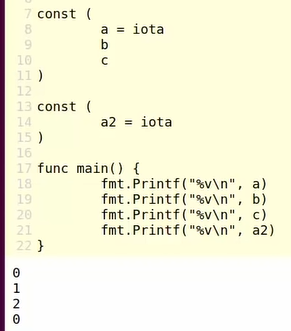 7 const (
8         a = iota
9         b
10         c
11 )
12
13 const (
14         a2 = iota
15 )
16
17 func main() {
18         fmt.Printf("%v\n", a)
19         fmt.Printf("%v\n", b)
20         fmt.Printf("%v\n", c)
21         fmt.Printf("%v\n", a2)
22 }
0
1
2
0